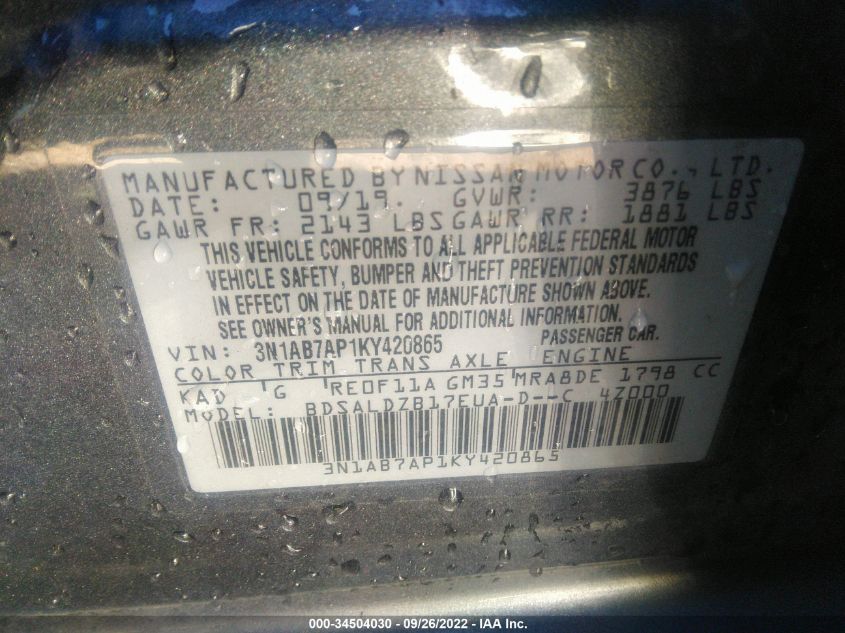 MANUFACTURED BY NISSAN MOTOR CO., LTD.
DATE: 09/19. GVWR: 3876 LBS
GAWR FR: 2143 LBS GAWR RR: 1881 LBS
THIS VEHICLE CONFORMS TO ALL APPLICABLE FEDERAL MOTOR
VEHICLE SAFETY, BUMPER AND THEFT PREVENTION STANDARDS
IN EFFECT ON THE DATE OF MANUFACTURE SHOWN ABOVE.
SEE OWNER'S MANUAL FOR ADDITIONAL INFORMATION.
VIN: 3N1AB7AP1KY420865 PASSENGER CAR.
COLOR TRIM TRANS AXLE ENGINE
KAD G RE0F11A GM35 MRA8DE 1798 CC
MODEL: BDSALDZB17EUA-D--C 4Z000
3N1AB7AP1KY420865
000-34504030 - 09/26/2022 - IAA Inc.